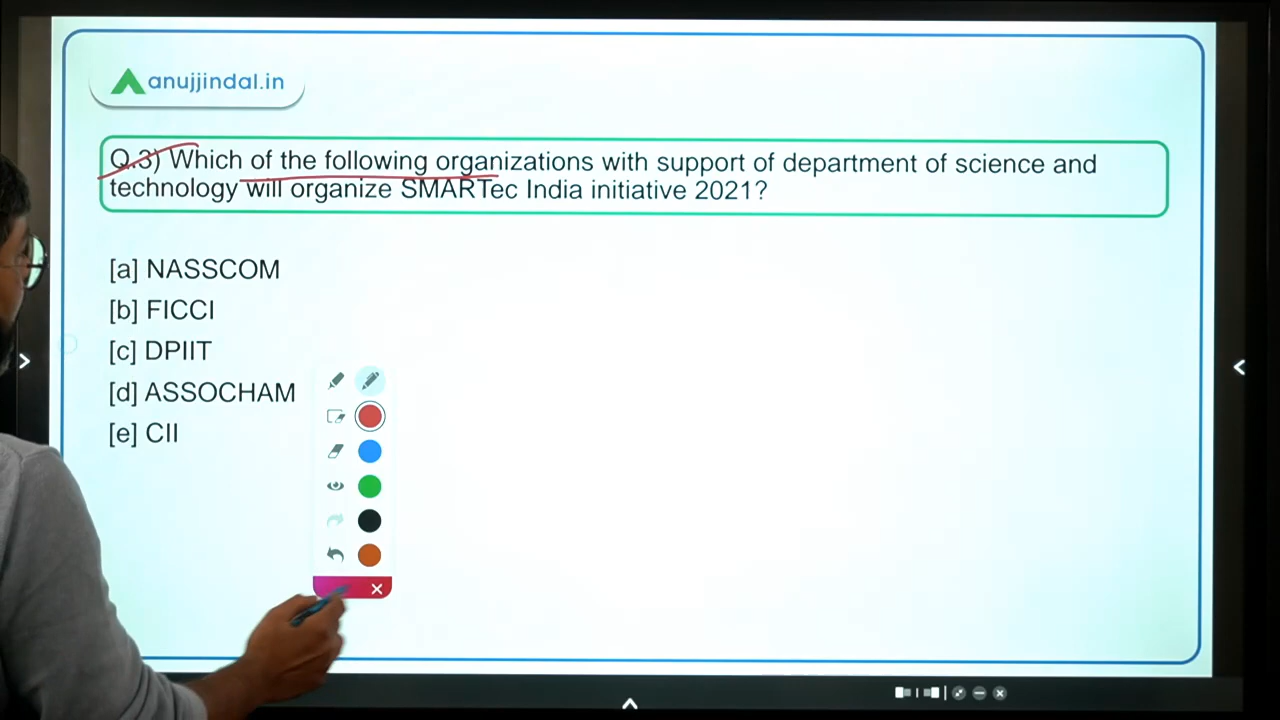 anujjindal.in
Q.3) Which of the following organizations with support of department of science and
technology will organize SMARTec India initiative 2021?
[a] NASSCOM
[b] FICCI
[c] DPIIT
[d] ASSOCHAM
[e] CII